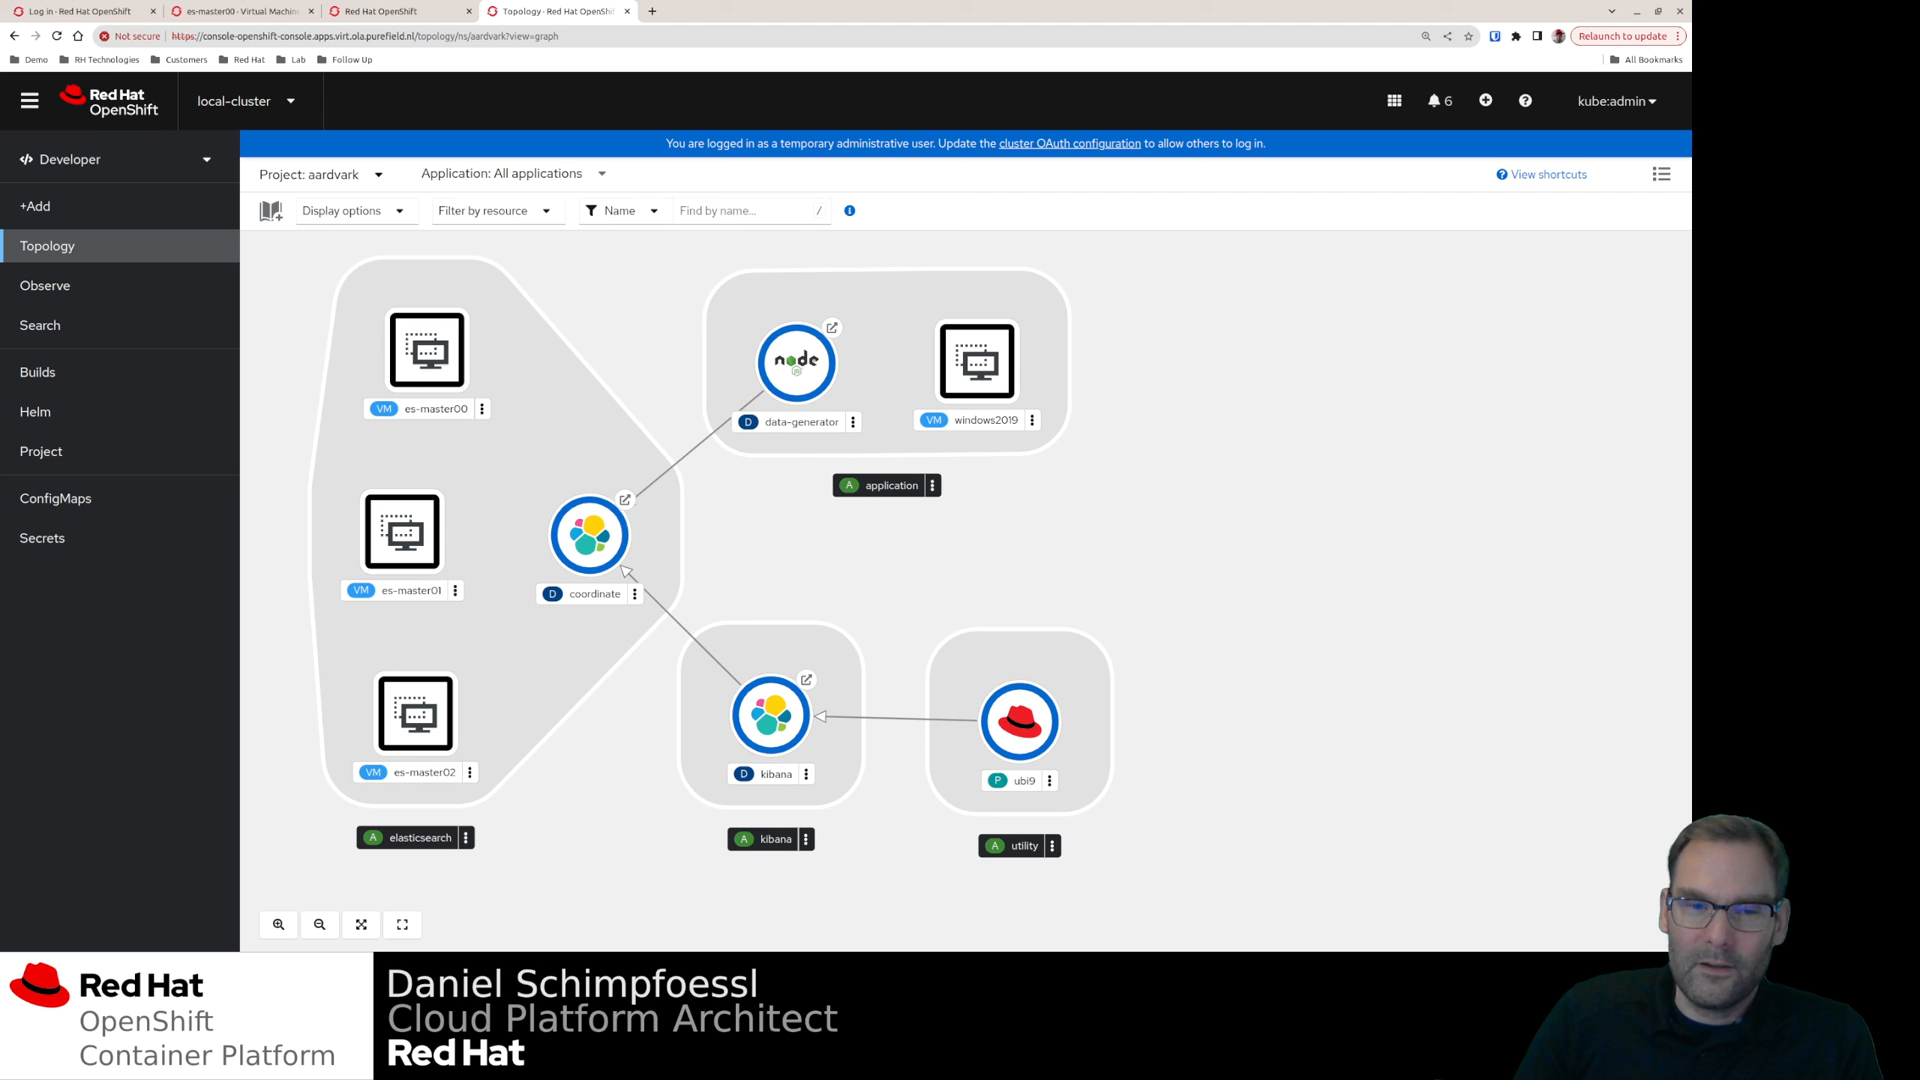 Log in · Red Hat OpenShift
es-master00 · Virtual Machin
Red Hat OpenShift
Topology · Red Hat OpenShif
Not secure
https://console-openshift-console.apps.virt.ola.purefield.nl/topology/ns/aardvark?view=graph
Relaunch to update
Demo
RH Technologies
Customers
Red Hat
Lab
Follow Up
All Bookmarks
Red Hat
OpenShift
local-cluster
6
kube:admin
You are logged in as a temporary administrative user. Update the cluster OAuth configuration to allow others to log in.
Developer
Project: aardvark
Application: All applications
View shortcuts
+Add
Display options
Filter by resource
Name
Find by name...
/
Topology
Observe
Search
Builds
Helm
Project
ConfigMaps
Secrets
VM es-master00
node
JS
D data-generator
VM windows2019
A application
VM es-master01
D coordinate
VM es-master02
D kibana
P ubi9
A elasticsearch
A kibana
A utility
Red Hat
OpenShift
Container Platform
Daniel Schimpfoessl
Cloud Platform Architect
Red Hat